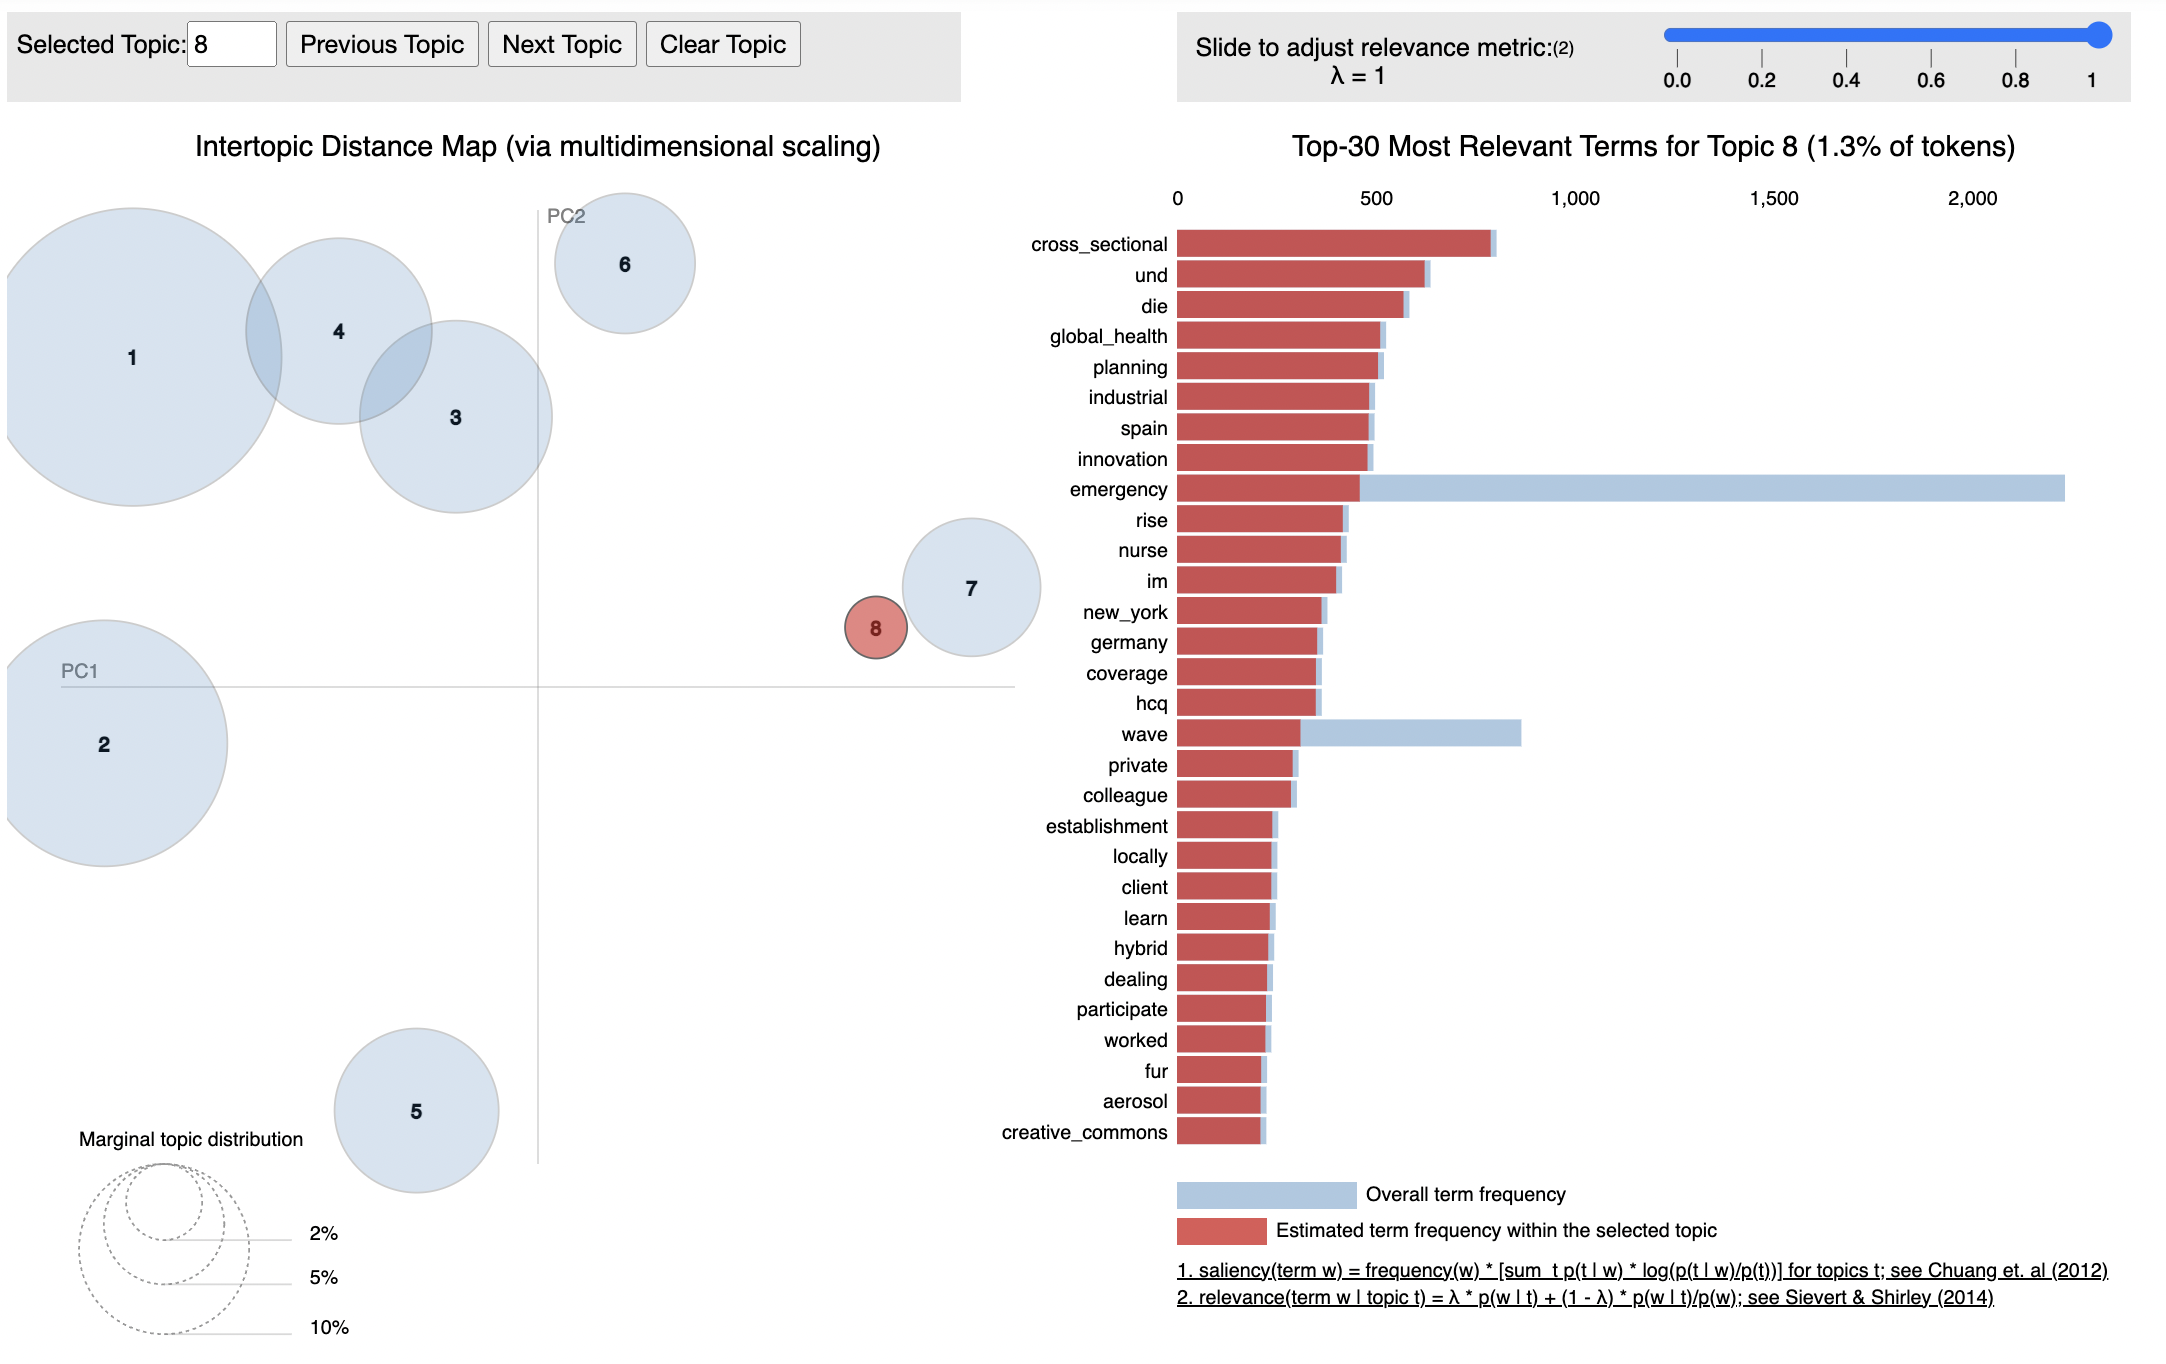 Selected Topic: 8 Previous Topic Next Topic Clear Topic
Slide to adjust relevance metric:(2)
λ = 1
0.0 0.2 0.4 0.6 0.8 1
Intertopic Distance Map (via multidimensional scaling)
PC2
6
4
1
3
7
8
PC1
2
5
Marginal topic distribution
2%
5%
10%
Top-30 Most Relevant Terms for Topic 8 (1.3% of tokens)
0 500 1,000 1,500 2,000
cross_sectional
und
die
global_health
planning
industrial
spain
innovation
emergency
rise
nurse
im
new_york
germany
coverage
hcq
wave
private
colleague
establishment
locally
client
learn
hybrid
dealing
participate
worked
fur
aerosol
creative_commons
Overall term frequency
Estimated term frequency within the selected topic
1. saliency(term w) = frequency(w) * [sum_t p(t | w) * log(p(t | w)/p(t))] for topics t; see Chuang et. al (2012)
2. relevance(term w | topic t) = λ * p(w | t) + (1 - λ) * p(w | t)/p(w); see Sievert & Shirley (2014)